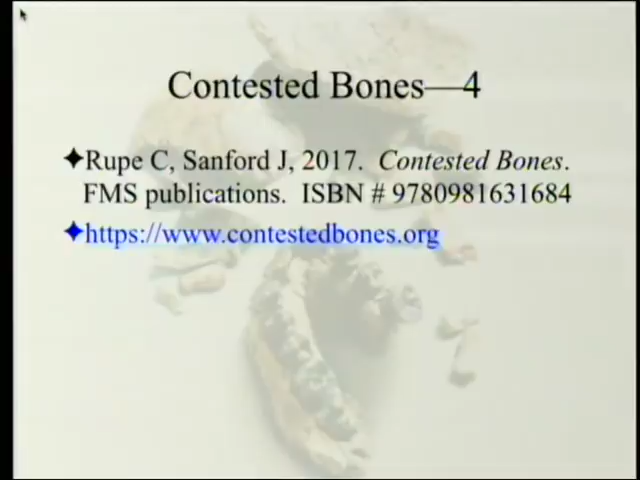 Contested Bones—4
✦Rupe C, Sanford J, 2017. Contested Bones.
FMS publications. ISBN # 9780981631684
✦https://www.contestedbones.org